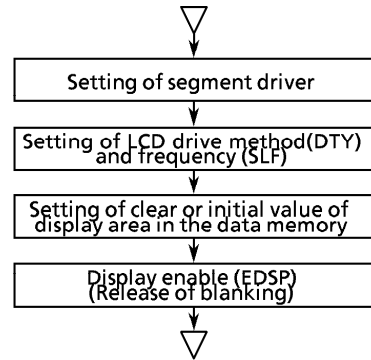 Setting of segment driver
Setting of LCD drive method(DTY)
and frequency (SLF)
Setting of clear or initial value of
display area in the data memory
Display enable (EDSP)
(Release of blanking)